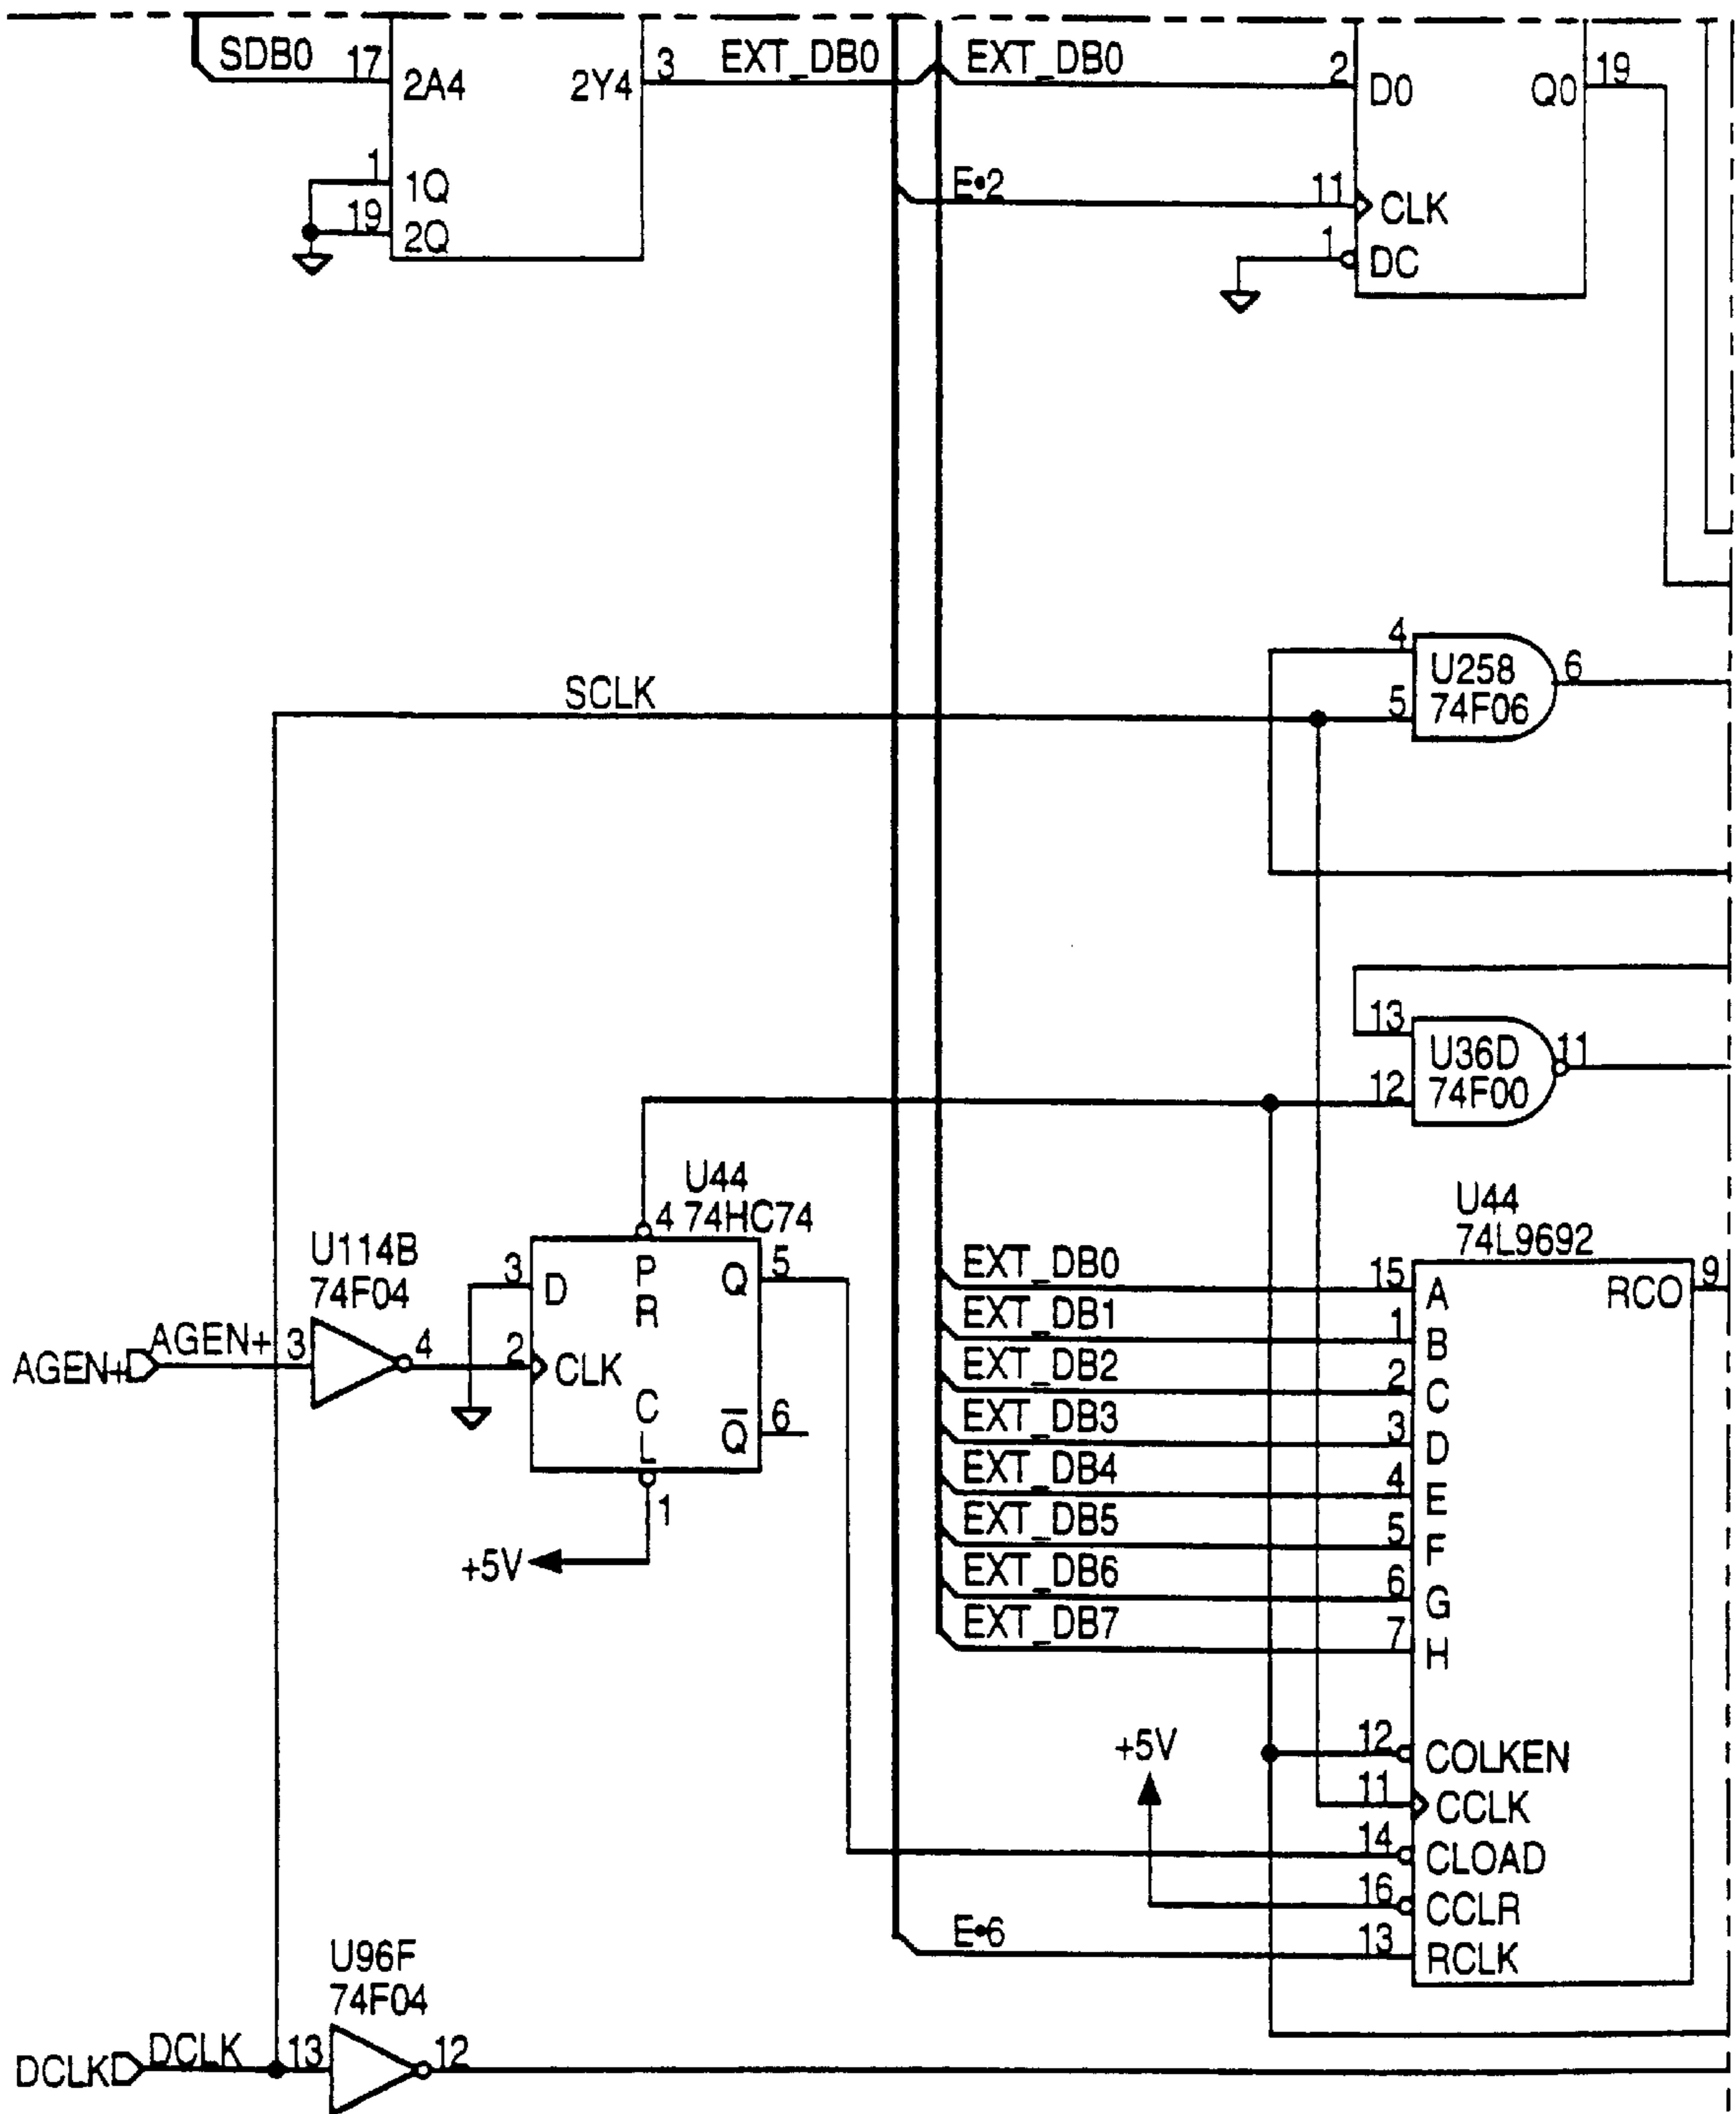 SDB0 17 2A4 2Y4 3 EXT_DB0 EXT_DB0 2 D0 Q0 19
1 1Q
19 2Q
E•2 11 CLK
1 DC
4 U258 6
SCLK 5 74F06
13 U36D 11
12 74F00
U44
4 74HC74
U114B
74F04
3 D PR Q 5
AGEN+ AGEN+ 3 4 2 CLK
CL Q̅ 6
1
+5V
U44
74L9692
EXT_DB0 15 A RCO 9
EXT_DB1 1 B
EXT_DB2 2 C
EXT_DB3 3 D
EXT_DB4 4 E
EXT_DB5 5 F
EXT_DB6 6 G
EXT_DB7 7 H
+5V 12 COLKEN
11 CCLK
14 CLOAD
16 CCLR
E•6 13 RCLK
U96F
74F04
DCLK DCLK 13 12